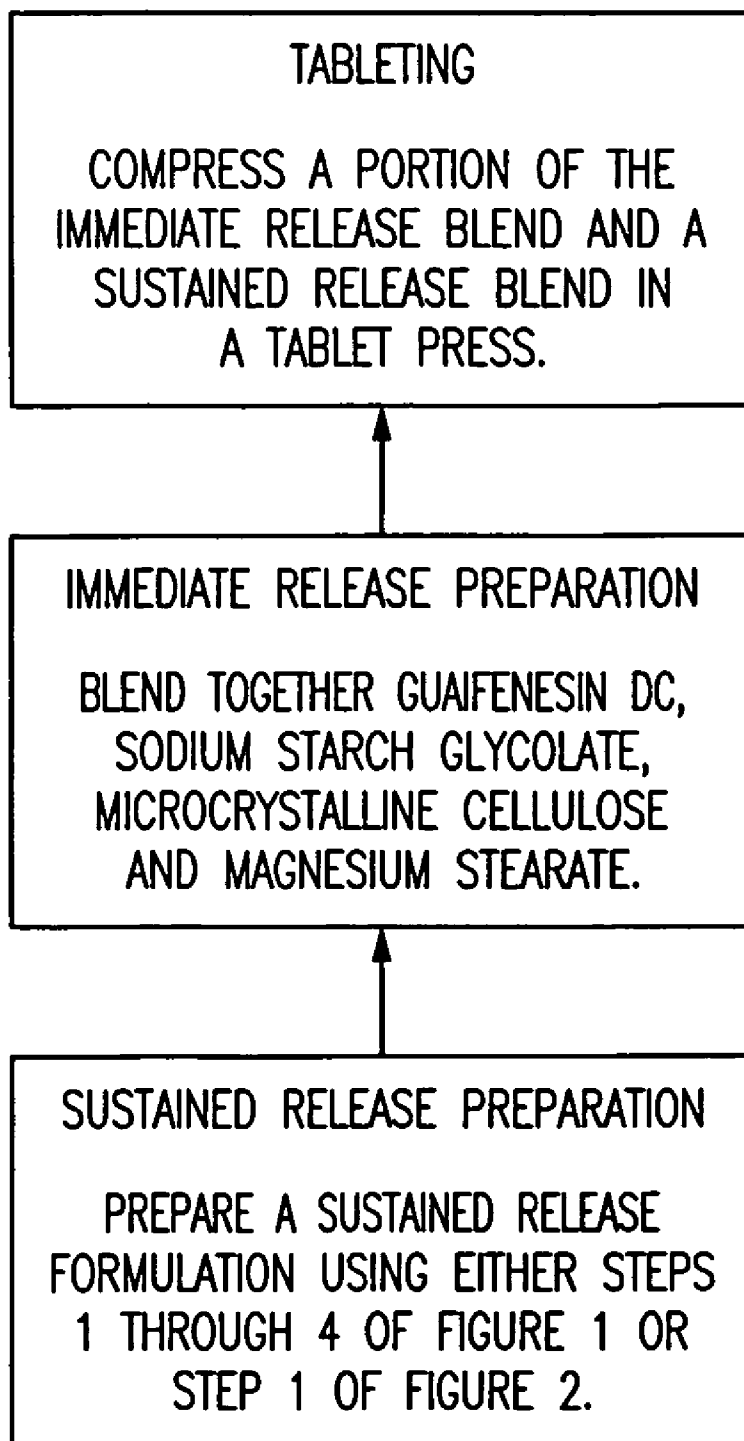 TABLETING
COMPRESS A PORTION OF THE
IMMEDIATE RELEASE BLEND AND A
SUSTAINED RELEASE BLEND IN
A TABLET PRESS.
IMMEDIATE RELEASE PREPARATION
BLEND TOGETHER GUAIFENESIN DC,
SODIUM STARCH GLYCOLATE,
MICROCRYSTALLINE CELLULOSE
AND MAGNESIUM STEARATE.
SUSTAINED RELEASE PREPARATION
PREPARE A SUSTAINED RELEASE
FORMULATION USING EITHER STEPS
1 THROUGH 4 OF FIGURE 1 OR
STEP 1 OF FIGURE 2.